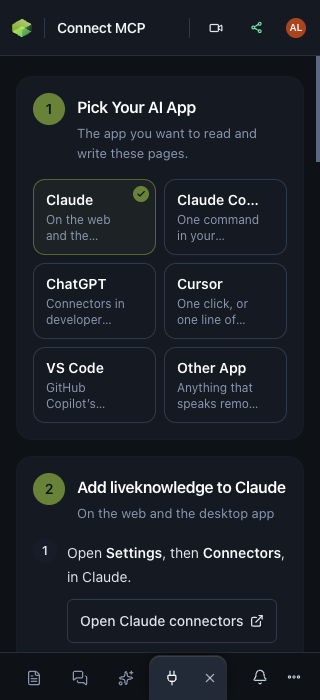 Connect MCP
AL
1
Pick Your AI App
The app you want to read and
write these pages.
Claude
On the web
and the...
Claude Co...
One command
in your...
ChatGPT
Connectors in
developer...
Cursor
One click, or
one line of...
VS Code
GitHub
Copilot's...
Other App
Anything that
speaks remo...
2
Add liveknowledge to Claude
On the web and the desktop app
1
Open Settings, then Connectors,
in Claude.
Open Claude connectors